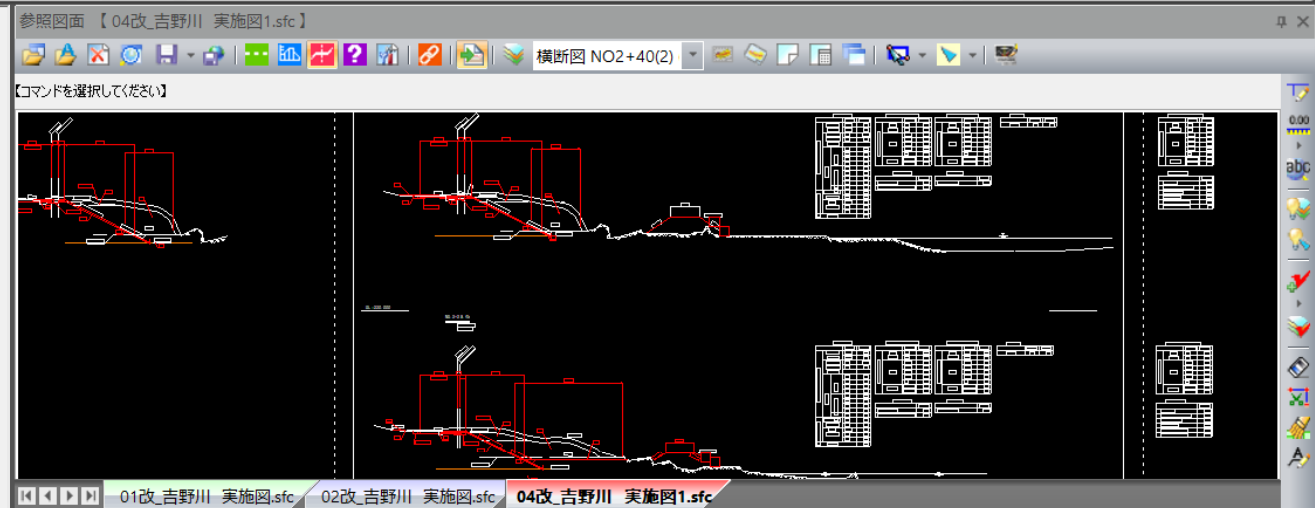 参照図面 【 04改_吉野川　実施図1.sfc 】
横断図 NO2+40(2)
【コマンドを選択してください】
0.00
abc
01改_吉野川　実施図.sfc
02改_吉野川　実施図.sfc
04改_吉野川　実施図1.sfc